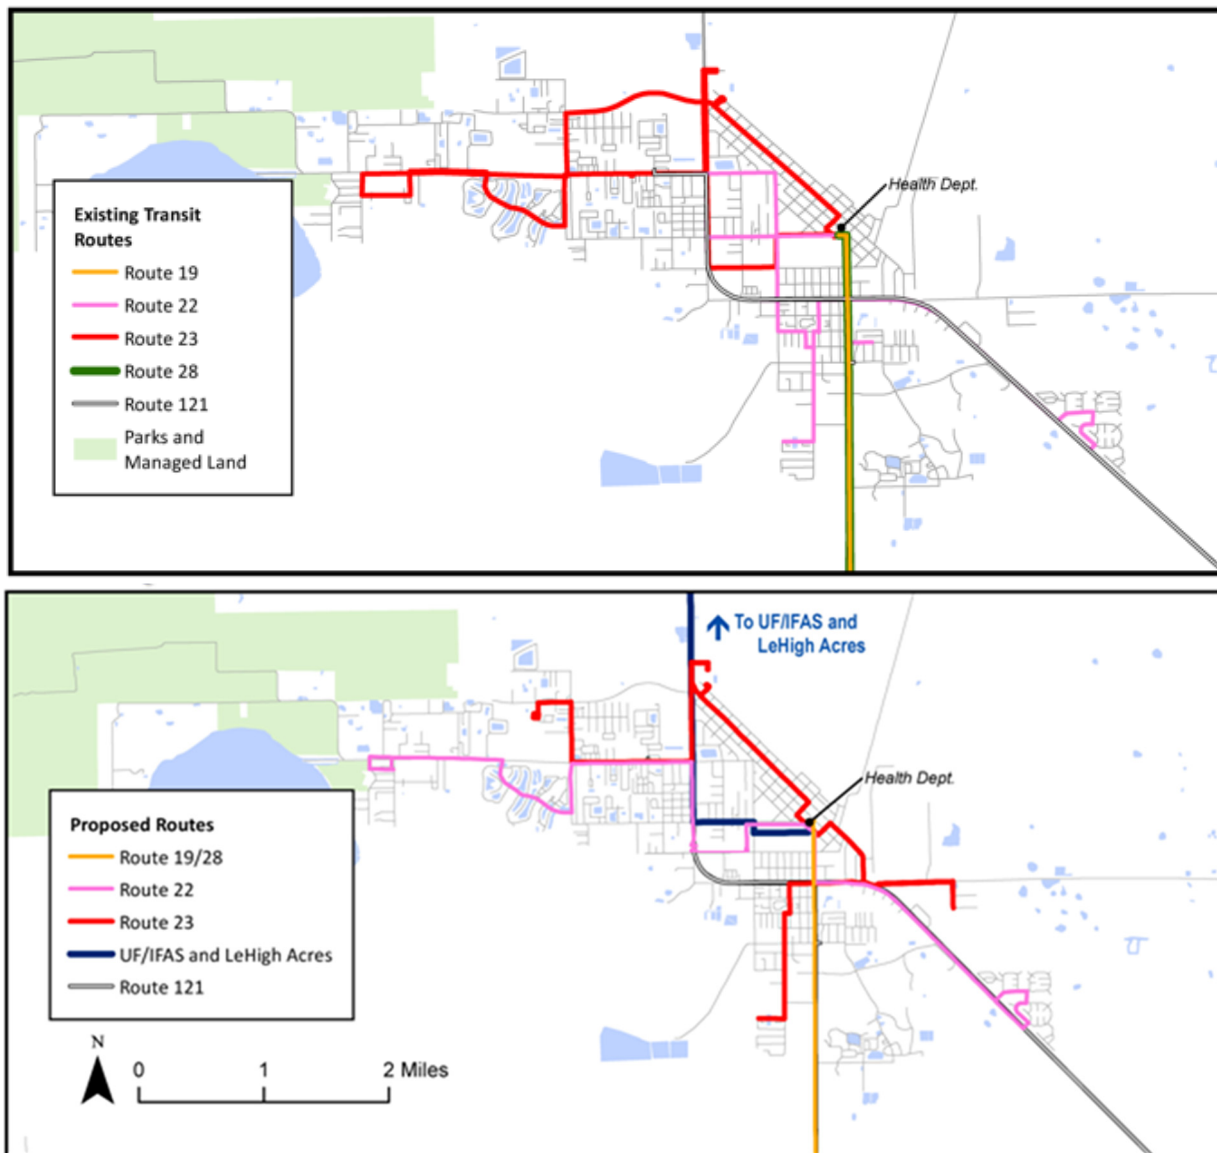 Health Dept.
Existing Transit
Routes
Route 19
Route 22
Route 23
Route 28
Route 121
Parks and
Managed Land
To UF/IFAS and
LeHigh Acres
Health Dept.
Proposed Routes
Route 19/28
Route 22
Route 23
UF/IFAS and LeHigh Acres
Route 121
N
0 1 2 Miles